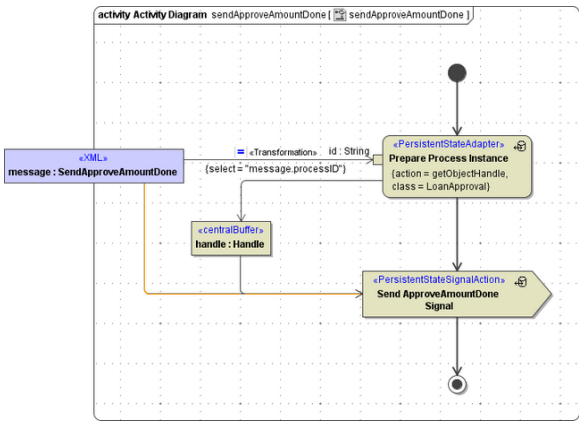 activity Activity Diagram sendApproveAmountDone [ sendApproveAmountDone ]
«XML»
message : SendApproveAmountDone
= «Transformation»
id : String
{select = "message.processID"}
«PersistentStateAdapter»
Prepare Process Instance
{action = getObjectHandle,
class = LoanApproval}
«centralBuffer»
handle : Handle
«PersistentStateSignalAction»
Send ApproveAmountDone
Signal